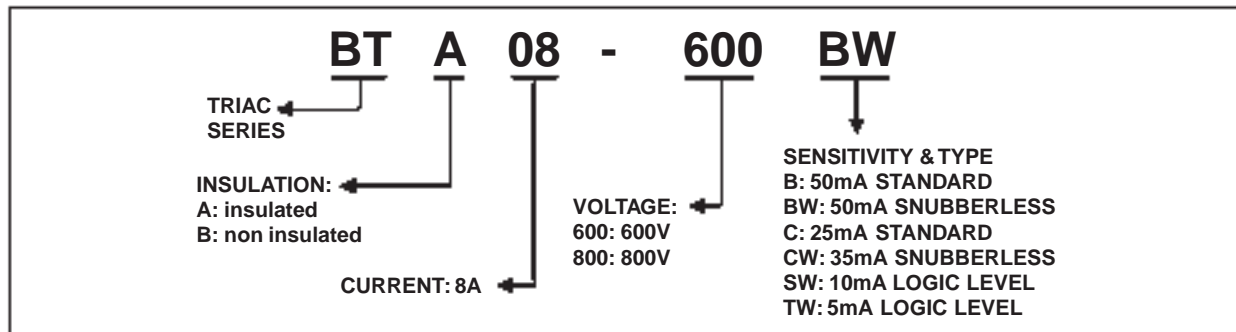 BT A 08 - 600 BW
TRIAC
SERIES
INSULATION:
A: insulated
B: non insulated
CURRENT: 8A
VOLTAGE:
600: 600V
800: 800V
SENSITIVITY & TYPE
B: 50mA STANDARD
BW: 50mA SNUBBERLESS
C: 25mA STANDARD
CW: 35mA SNUBBERLESS
SW: 10mA LOGIC LEVEL
TW: 5mA LOGIC LEVEL